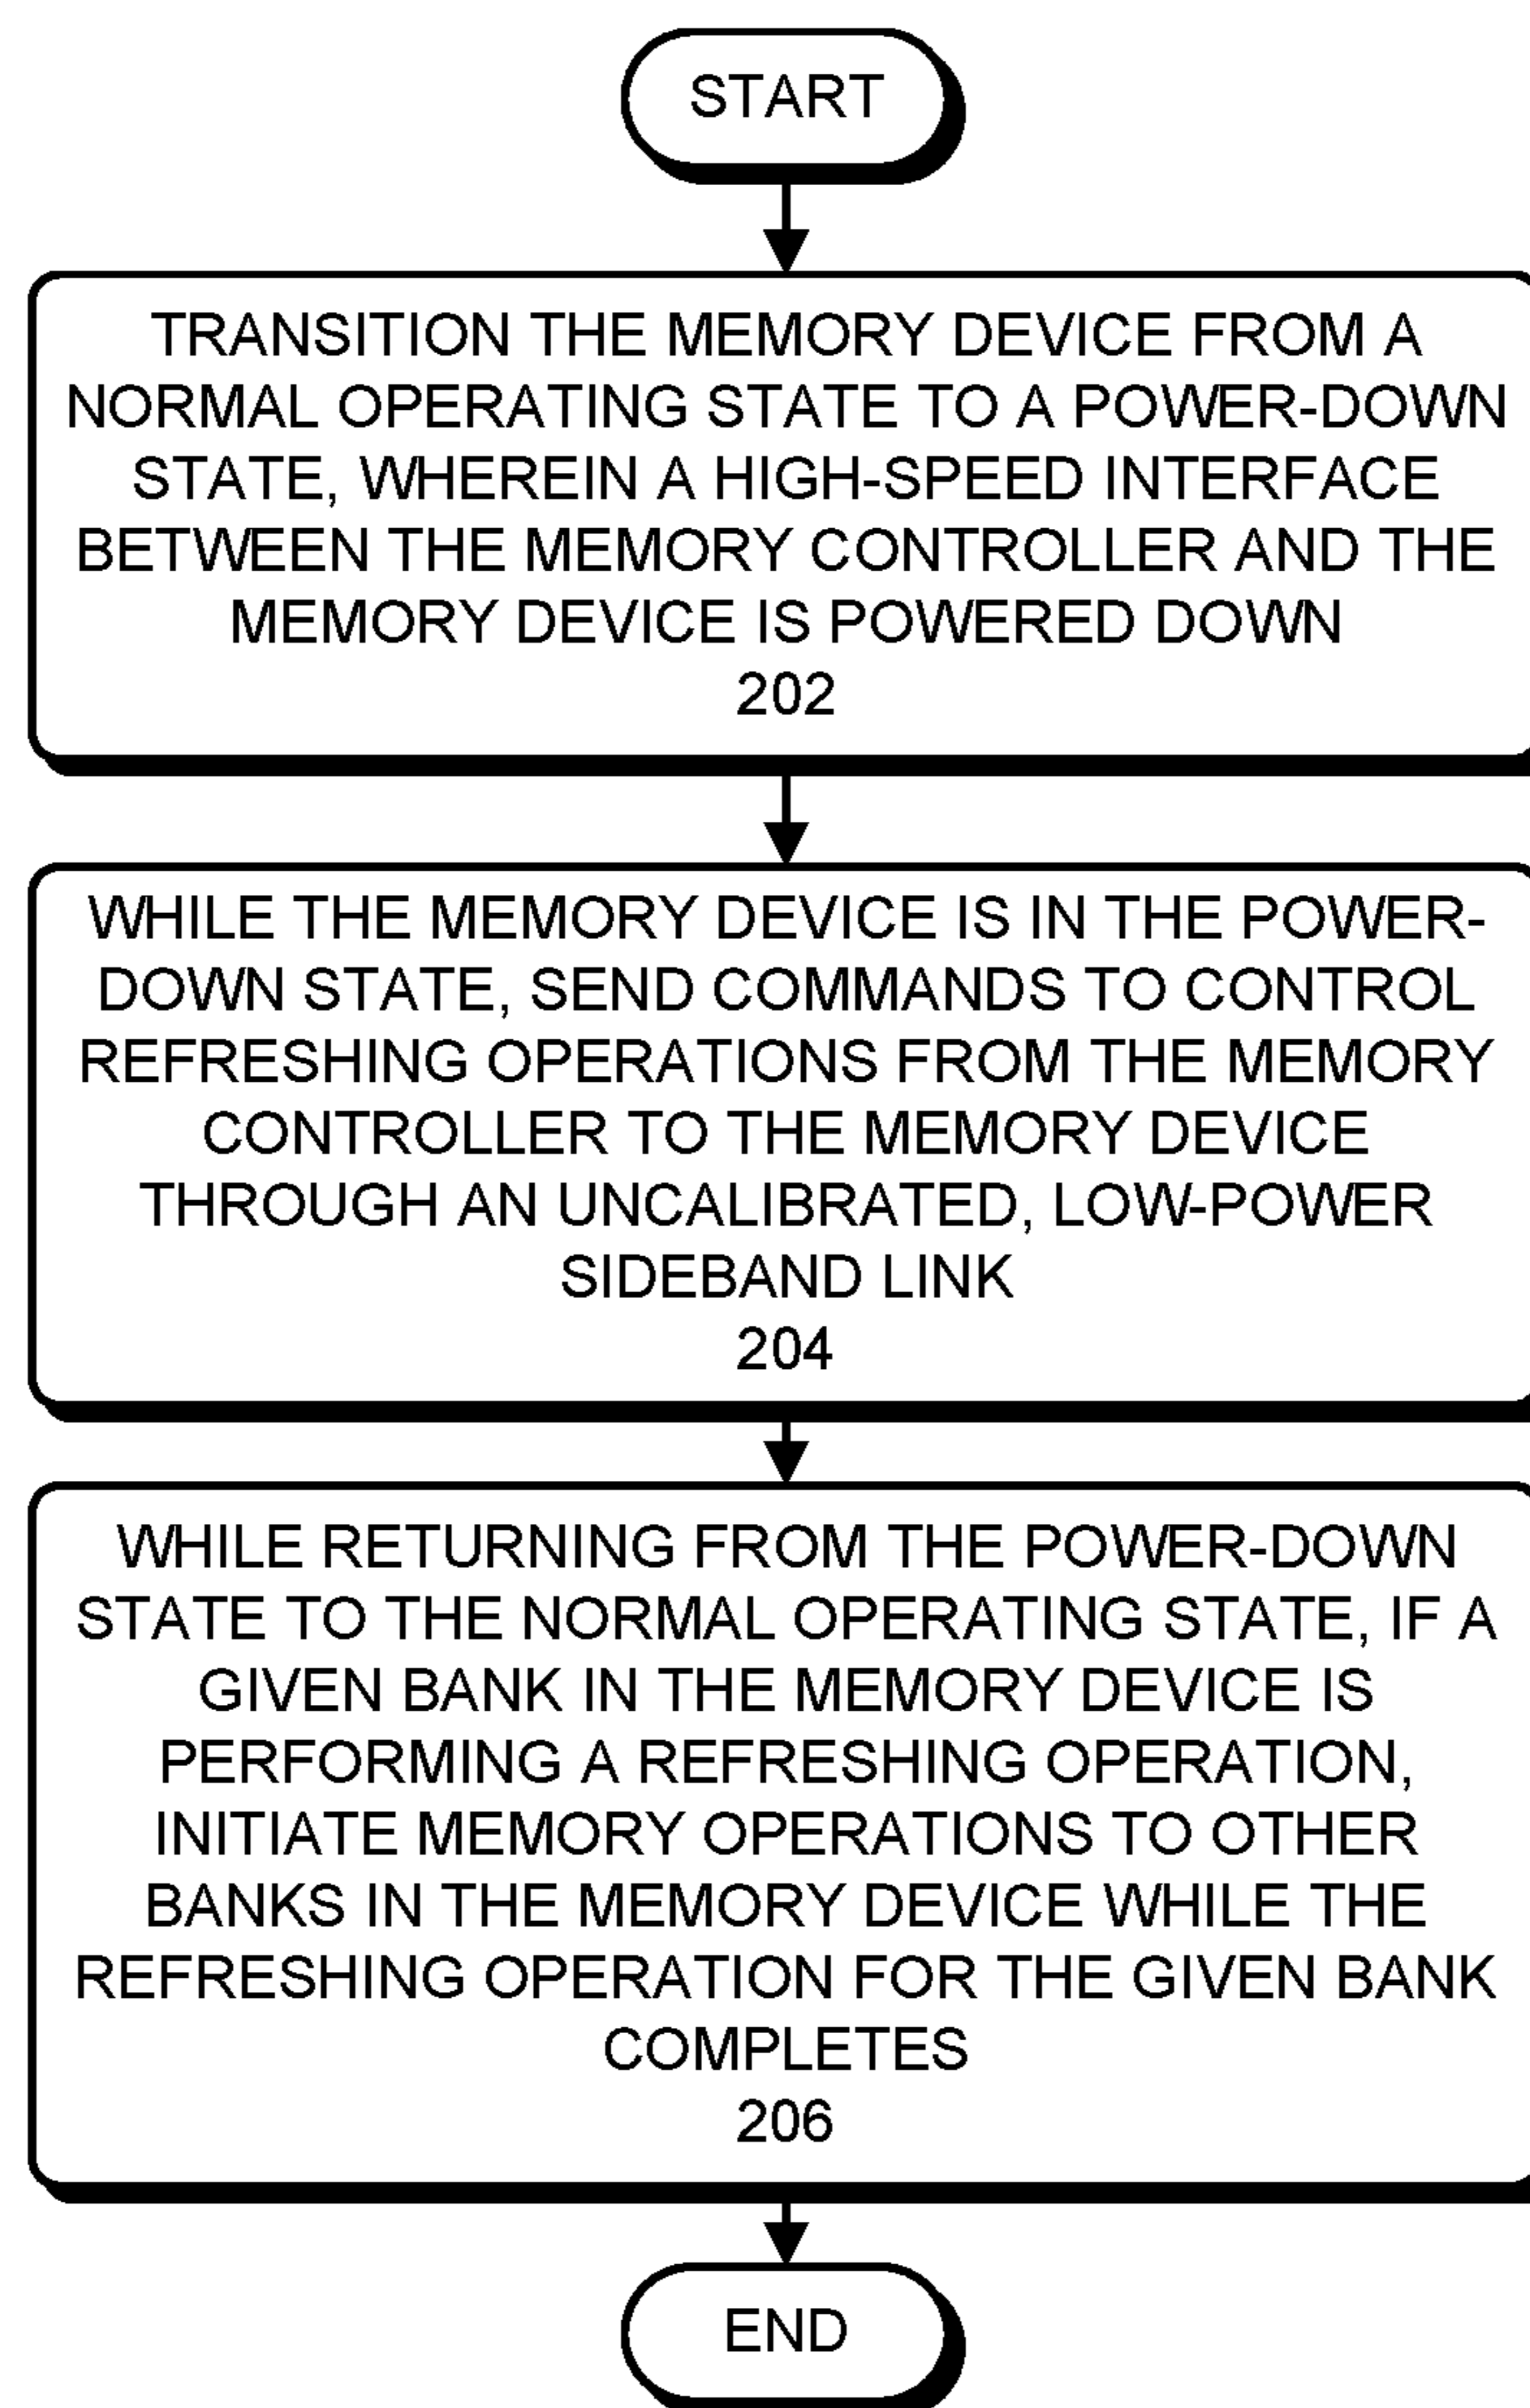 START
TRANSITION THE MEMORY DEVICE FROM A
NORMAL OPERATING STATE TO A POWER-DOWN
STATE, WHEREIN A HIGH-SPEED INTERFACE
BETWEEN THE MEMORY CONTROLLER AND THE
MEMORY DEVICE IS POWERED DOWN
202
WHILE THE MEMORY DEVICE IS IN THE POWER-
DOWN STATE, SEND COMMANDS TO CONTROL
REFRESHING OPERATIONS FROM THE MEMORY
CONTROLLER TO THE MEMORY DEVICE
THROUGH AN UNCALIBRATED, LOW-POWER
SIDEBAND LINK
204
WHILE RETURNING FROM THE POWER-DOWN
STATE TO THE NORMAL OPERATING STATE, IF A
GIVEN BANK IN THE MEMORY DEVICE IS
PERFORMING A REFRESHING OPERATION,
INITIATE MEMORY OPERATIONS TO OTHER
BANKS IN THE MEMORY DEVICE WHILE THE
REFRESHING OPERATION FOR THE GIVEN BANK
COMPLETES
206
END